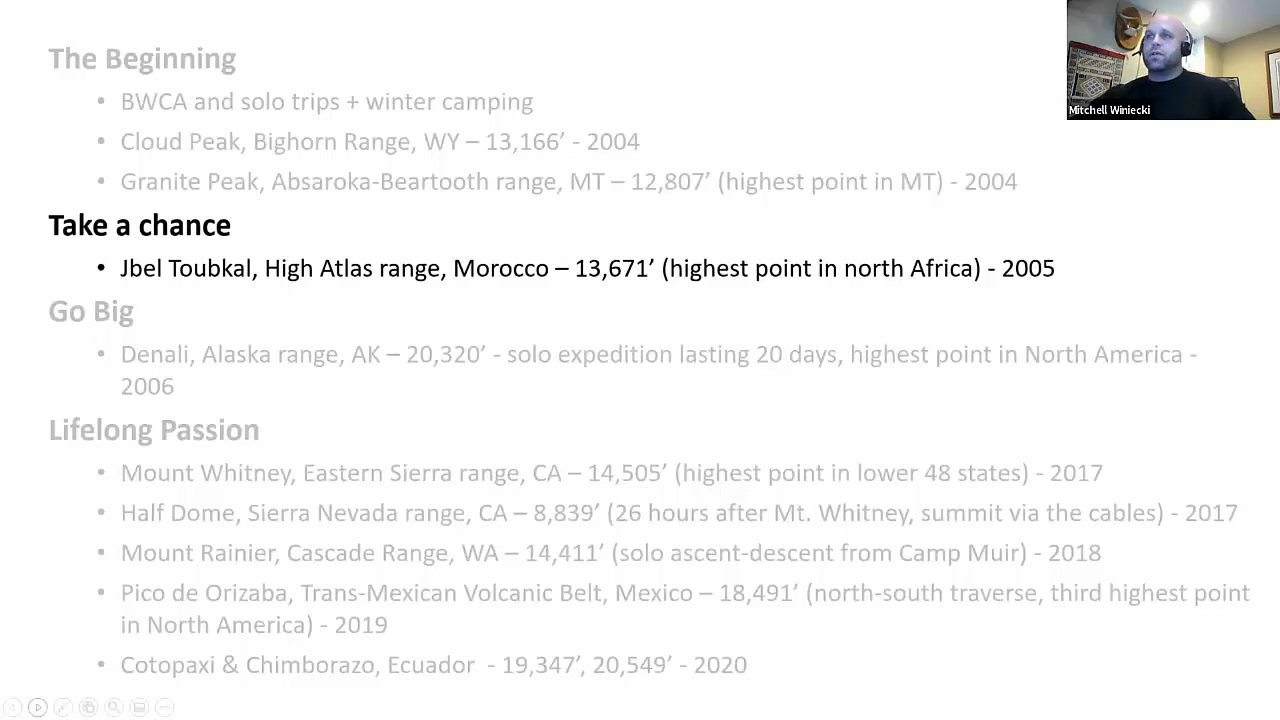 The Beginning
• BWCA and solo trips + winter camping
• Cloud Peak, Bighorn Range, WY – 13,166’ - 2004
• Granite Peak, Absaroka-Beartooth range, MT – 12,807’ (highest point in MT) - 2004
Take a chance
• Jbel Toubkal, High Atlas range, Morocco – 13,671’ (highest point in north Africa) - 2005
Go Big
• Denali, Alaska range, AK – 20,320’ - solo expedition lasting 20 days, highest point in North America -
2006
Lifelong Passion
• Mount Whitney, Eastern Sierra range, CA – 14,505’ (highest point in lower 48 states) - 2017
• Half Dome, Sierra Nevada range, CA – 8,839’ (26 hours after Mt. Whitney, summit via the cables) - 2017
• Mount Rainier, Cascade Range, WA – 14,411’ (solo ascent-descent from Camp Muir) - 2018
• Pico de Orizaba, Trans-Mexican Volcanic Belt, Mexico – 18,491’ (north-south traverse, third highest point
in North America) - 2019
• Cotopaxi & Chimborazo, Ecuador - 19,347’, 20,549’ - 2020
Mitchell Winiecki